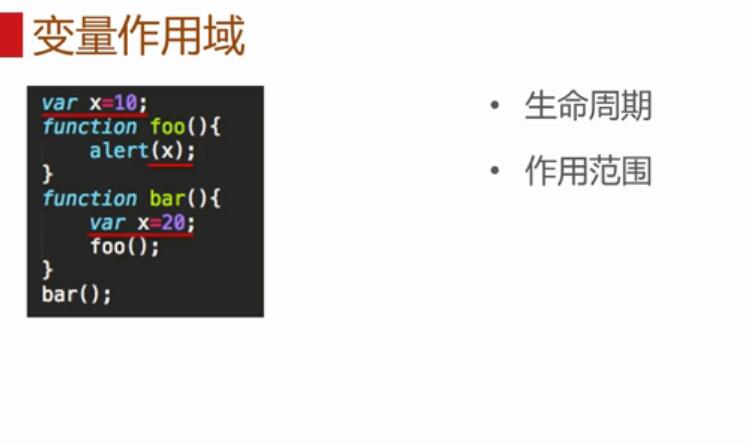 变量作用域
var x=10;
function foo(){
    alert(x);
}
function bar(){
    var x=20;
    foo();
}
bar();
• 生命周期
• 作用范围